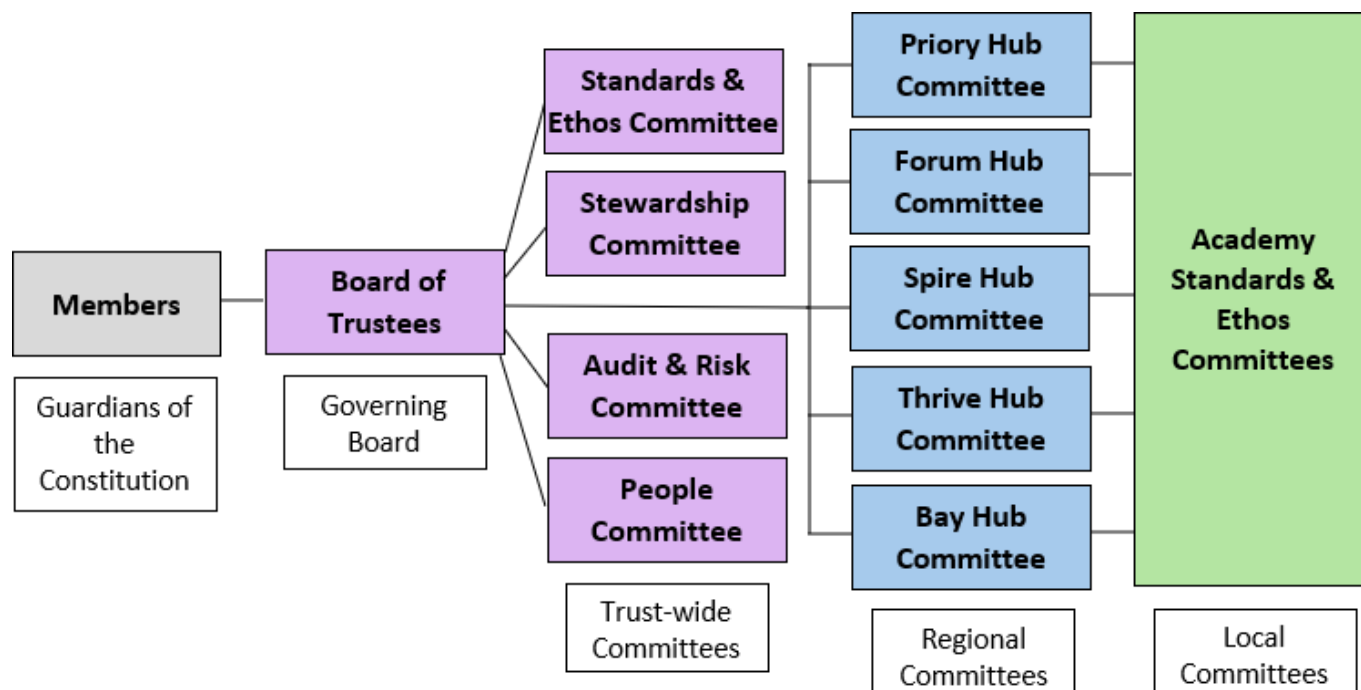 Members
Guardians of
the
Constitution
Board of
Trustees
Governing
Board
Standards &
Ethos Committee
Stewardship
Committee
Audit & Risk
Committee
People
Committee
Trust-wide
Committees
Priory Hub
Committee
Forum Hub
Committee
Spire Hub
Committee
Thrive Hub
Committee
Bay Hub
Committee
Regional
Committees
Academy
Standards &
Ethos
Committees
Local
Committees